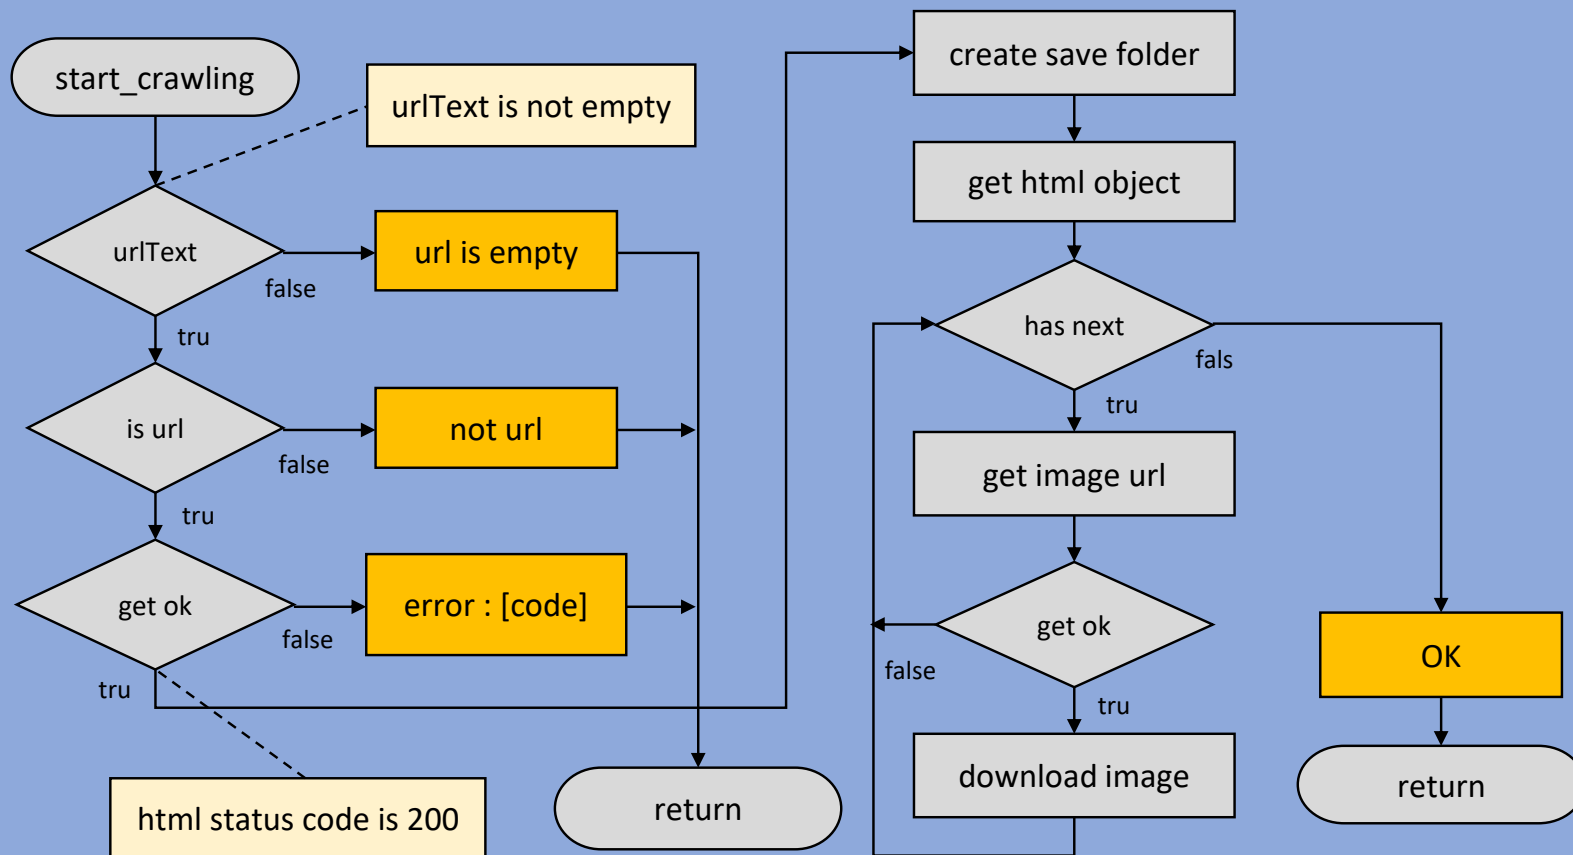 start_crawling
urlText is not empty
urlText
false
url is empty
tru
is url
false
not url
tru
get ok
false
error : [code]
tru
html status code is 200
return
create save folder
get html object
has next
fals
tru
get image url
get ok
false
tru
download image
OK
return